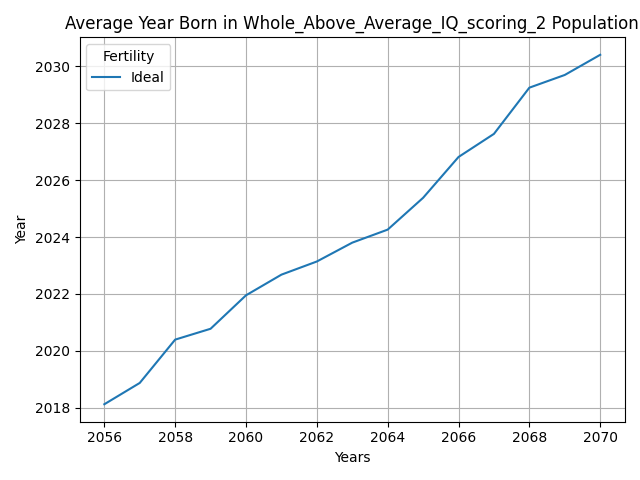 Average Year Born in Whole_Above_Average_IQ_scoring_2 Population
Fertility
Ideal
2030
2028
2026
2024
2022
2020
2018
Year
2056 2058 2060 2062 2064 2066 2068 2070
Years